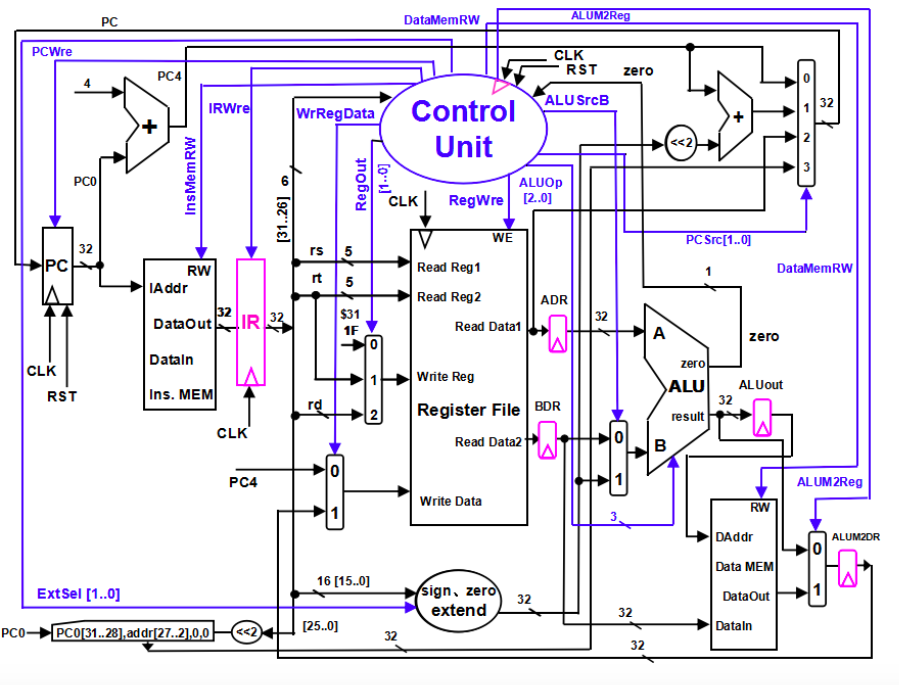 PC
DataMemRW
ALUM2Reg
PCWre
CLK
RST
zero
4
PC4
IRWre
WrRegData
Control
Unit
ALUSrcB
0
1
2
3
32
+
+
<<2
InsMemRW
6
[31..26]
RegOut
[1..0]
CLK
RegWre
ALUOp
[2..0]
PCSrc[1..0]
PC0
WE
DataMemRW
PC
32
RW
IAddr
DataOut
DataIn
Ins. MEM
32
IR
32
rs
5
rt
5
$31
1F
0
1
2
rd
Read Reg1
Read Reg2
Read Data1
Write Reg
Register File
Read Data2
Write Data
ADR
32
BDR
0
1
A
zero
ALU
result
B
1
zero
ALUout
32
CLK
RST
CLK
PC4
0
1
3
RW
DAddr
Data MEM
DataOut
DataIn
ALUM2Reg
0
1
ALUM2DR
ExtSel [1..0]
16 [15..0]
sign、zero
extend
32
32
PC0
PC0[31..28],addr[27..2],0,0
<<2
[25..0]
32
32